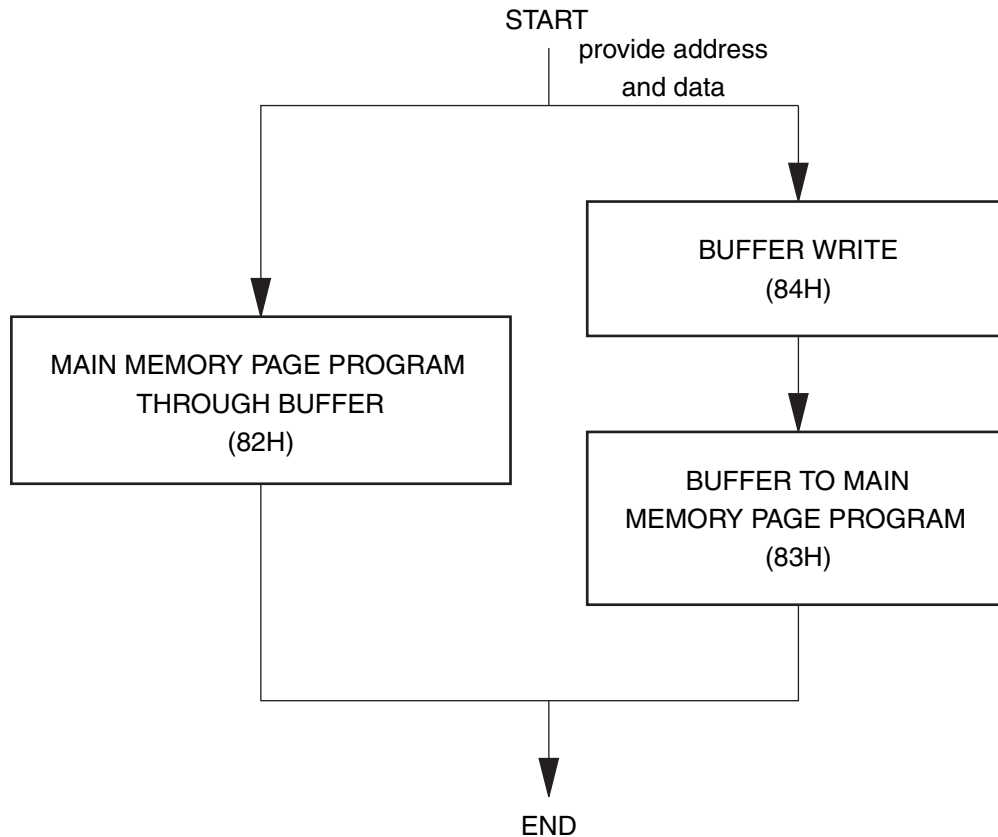 START
provide address
and data
BUFFER WRITE
(84H)
MAIN MEMORY PAGE PROGRAM
THROUGH BUFFER
(82H)
BUFFER TO MAIN
MEMORY PAGE PROGRAM
(83H)
END